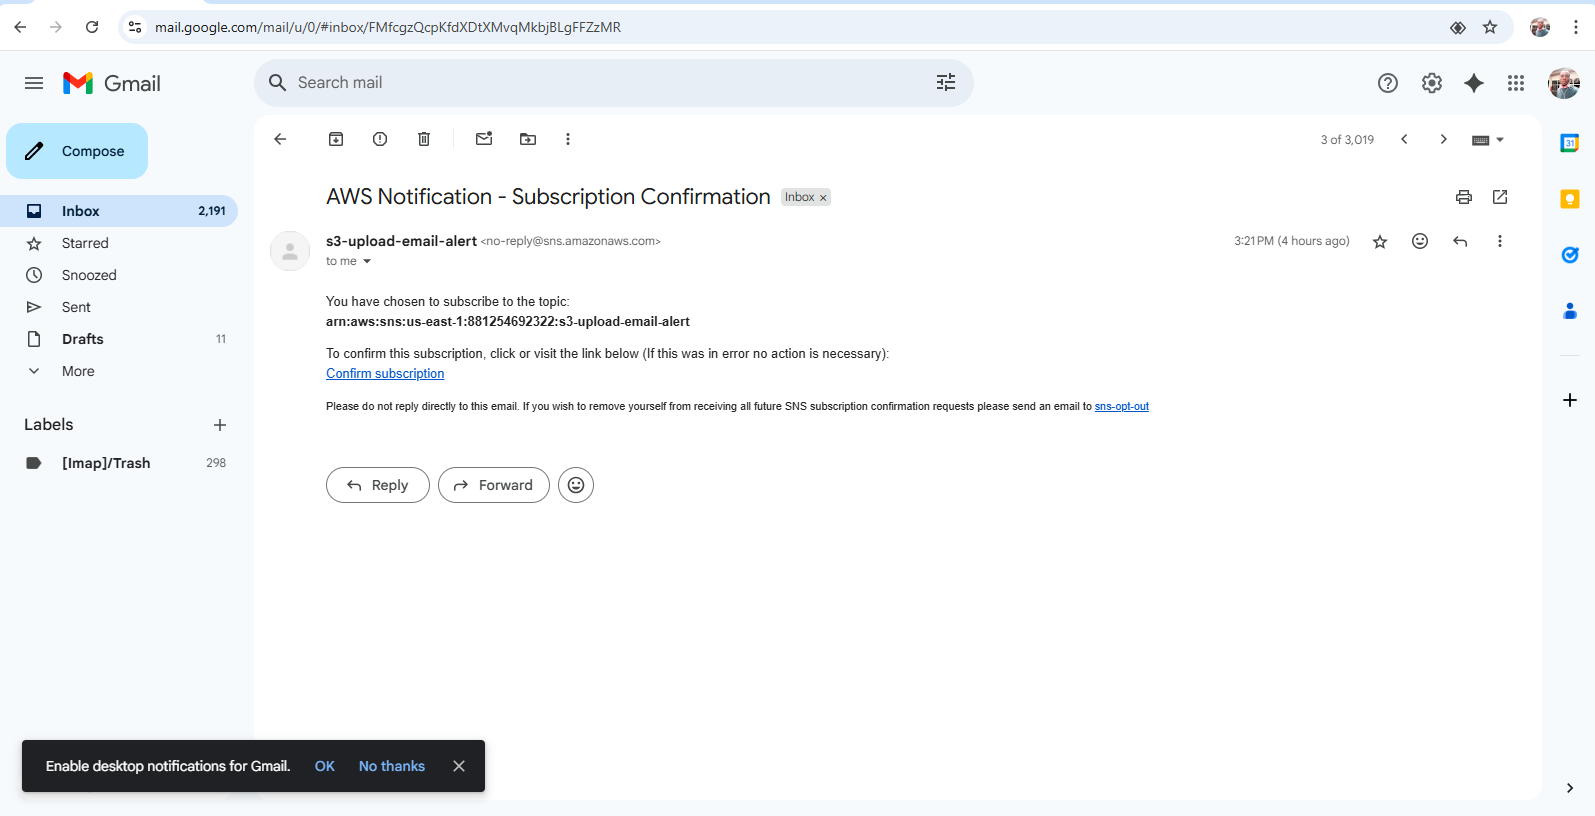 mail.google.com/mail/u/0/#inbox/FMfcgzQcpKfdXDtXMvqMkbjBLgFFZzMR
Gmail
Search mail
Compose
3 of 3,019
AWS Notification - Subscription Confirmation Inbox x
Inbox 2,191
s3-upload-email-alert <no-reply@sns.amazonaws.com> 3:21 PM (4 hours ago)
to me
Starred
Snoozed
Sent
Drafts 11
More
You have chosen to subscribe to the topic:
arn:aws:sns:us-east-1:881254692322:s3-upload-email-alert
To confirm this subscription, click or visit the link below (If this was in error no action is necessary):
Confirm subscription
Please do not reply directly to this email. If you wish to remove yourself from receiving all future SNS subscription confirmation requests please send an email to sns-opt-out
Labels
[Imap]/Trash 298
Reply Forward
31
Enable desktop notifications for Gmail. OK No thanks